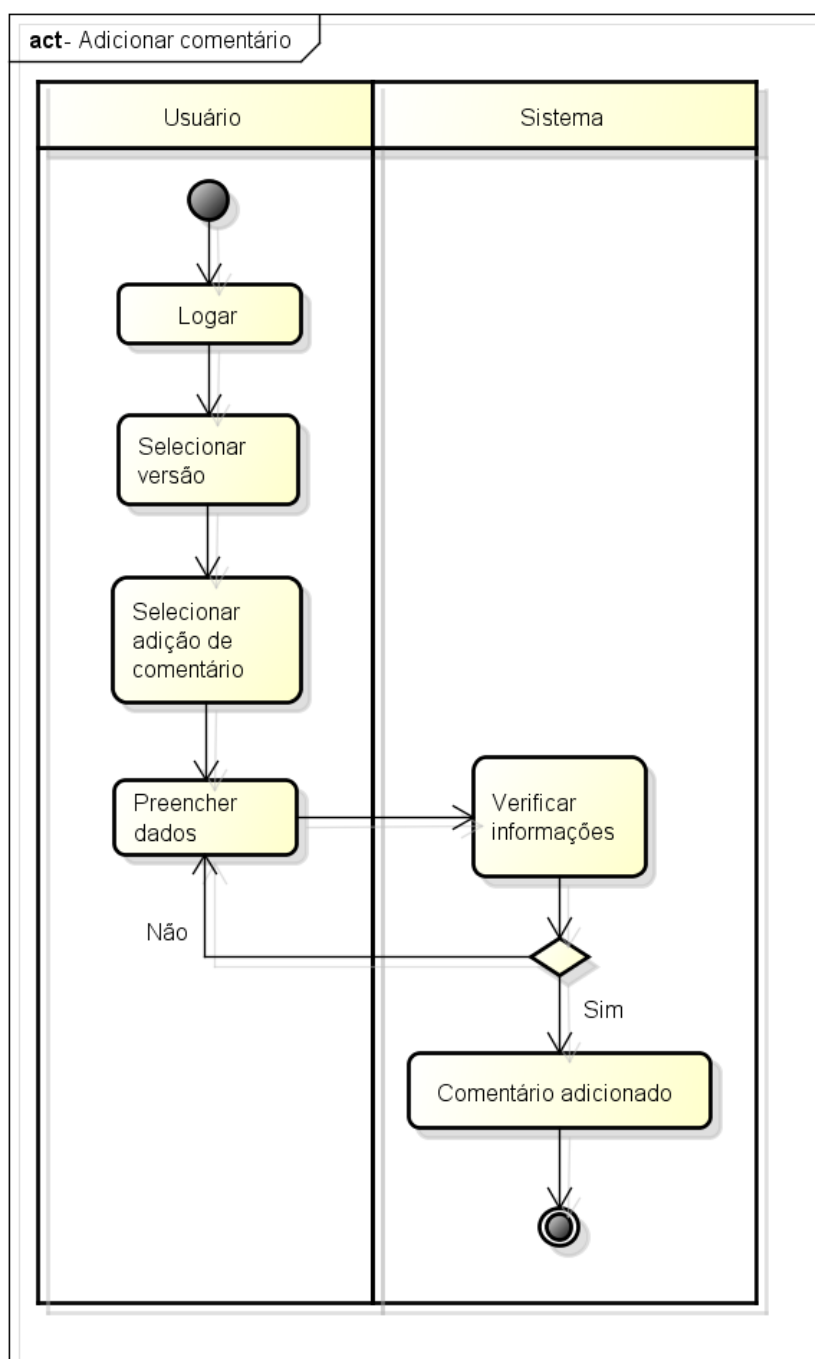 act- Adicionar comentário
Usuário
Sistema
Logar
Selecionar
versão
Selecionar
adição de
comentário
Preencher
dados
Verificar
informações
Não
Sim
Comentário adicionado